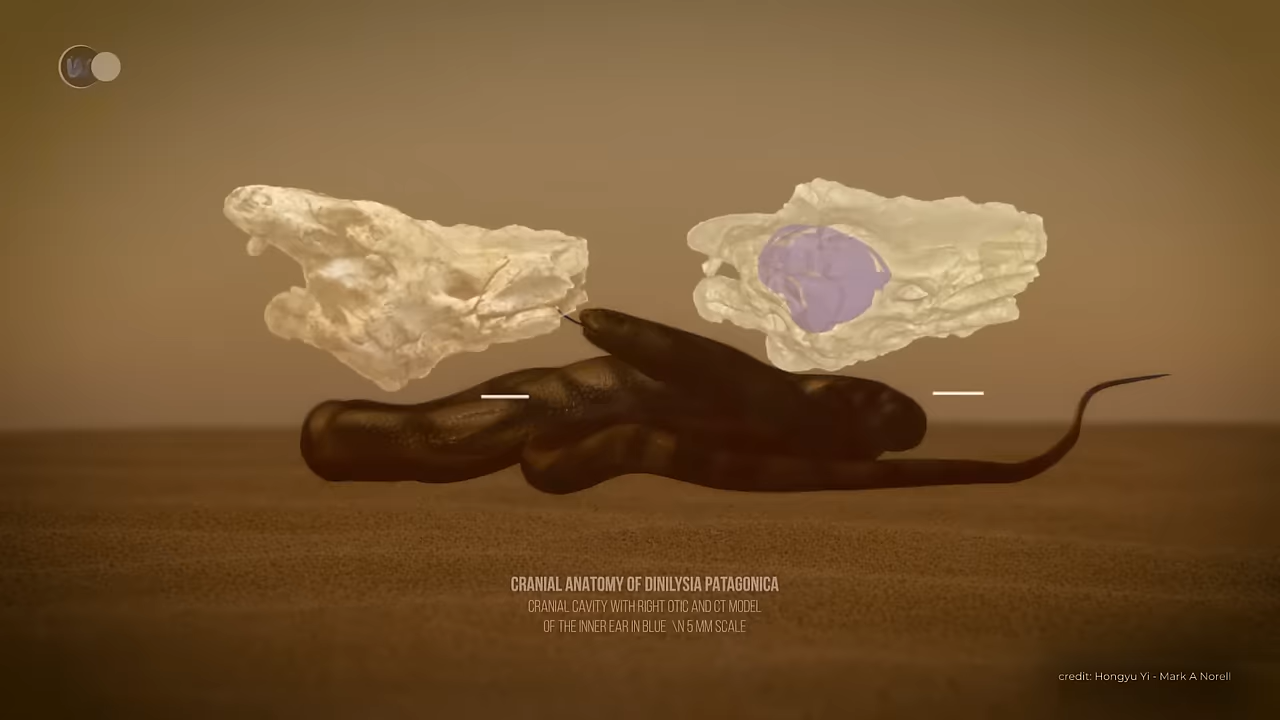 CRANIAL ANATOMY OF DINILYSIA PATAGONICA
CRANIAL CAVITY WITH RIGHT OTIC AND CT MODEL
OF THE INNER EAR IN BLUE \N 5 MM SCALE
credit: Hongyu Yi - Mark A Norell